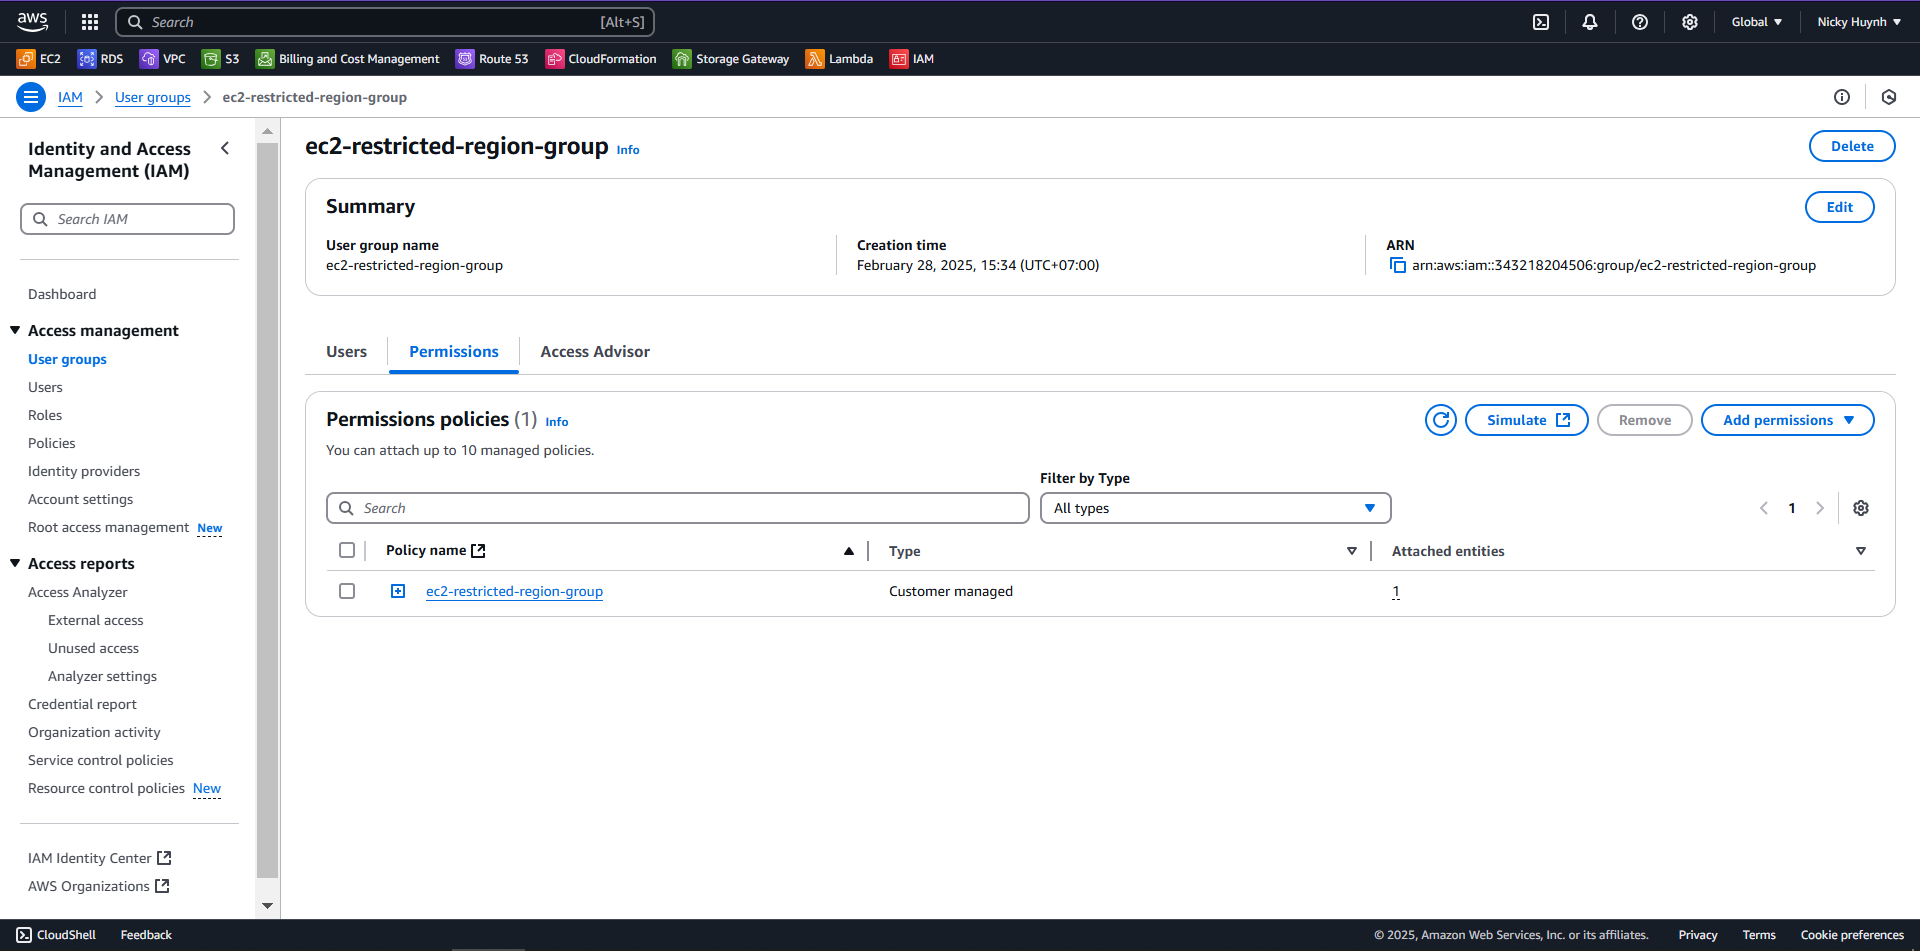 aws
Search [Alt+S]
Global
Nicky Huynh
EC2
RDS
VPC
S3
Billing and Cost Management
Route 53
CloudFormation
Storage Gateway
Lambda
IAM
IAM
User groups
ec2-restricted-region-group
Identity and Access
Management (IAM)
Search IAM
Dashboard
Access management
User groups
Users
Roles
Policies
Identity providers
Account settings
Root access management New
Access reports
Access Analyzer
External access
Unused access
Analyzer settings
Credential report
Organization activity
Service control policies
Resource control policies New
IAM Identity Center
AWS Organizations
ec2-restricted-region-group Info
Delete
Summary
Edit
User group name
ec2-restricted-region-group
Creation time
February 28, 2025, 15:34 (UTC+07:00)
ARN
arn:aws:iam::343218204506:group/ec2-restricted-region-group
Users
Permissions
Access Advisor
Permissions policies (1) Info
You can attach up to 10 managed policies.
Simulate
Remove
Add permissions
Filter by Type
Search
All types
1
Policy name
Type
Attached entities
ec2-restricted-region-group
Customer managed
1
CloudShell
Feedback
© 2025, Amazon Web Services, Inc. or its affiliates.
Privacy
Terms
Cookie preferences